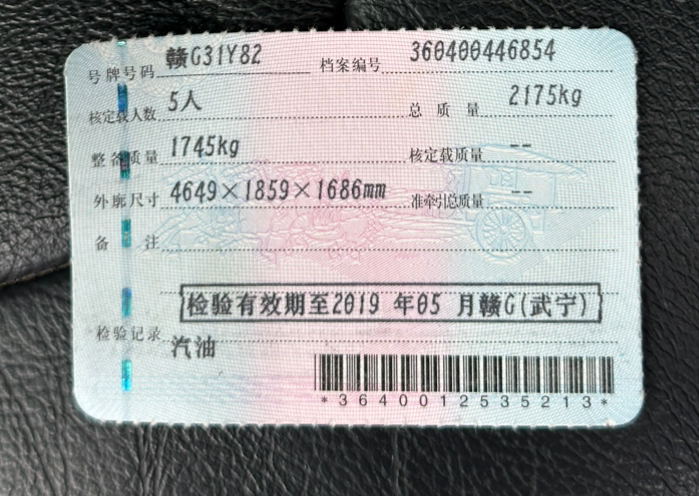 号牌号码 赣G31Y82 档案编号 360400446854
核定载人数 5人 总质量 2175kg
整备质量 1745kg 核定载质量 --
外廓尺寸 4649×1859×1686mm 准牵引总质量 --
备注
检验有效期至2019 年05 月赣G(武宁)
检验记录 汽油
*3640012535213*